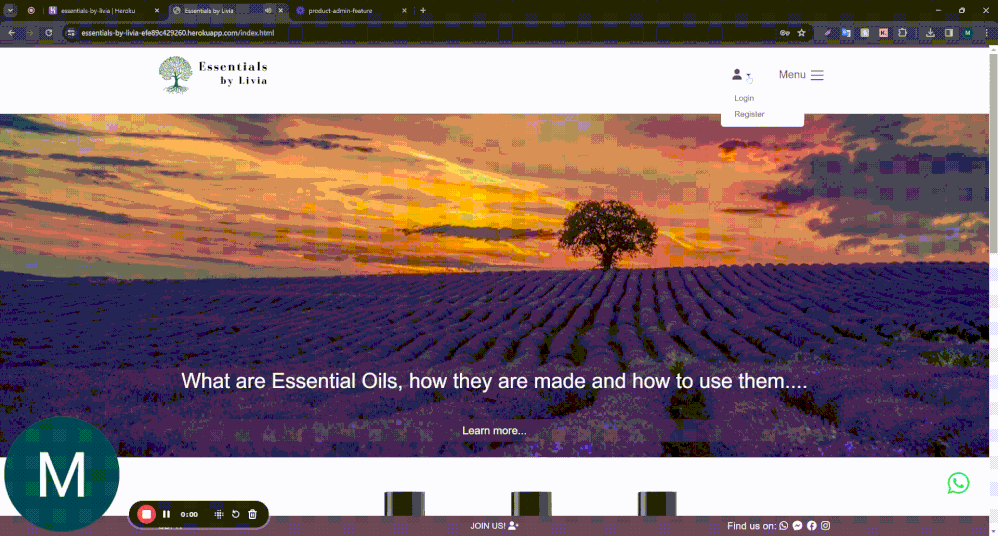 essentials-by-livia | Heroku
Essentials by Livia
product-admin-feature
essentials-by-livia-efe89c429260.herokuapp.com/index.html
M
Essentials
by Livia
Menu
Login
Register
What are Essential Oils, how they are made and how to use them....
Learn more...
M
0:00
JOIN US!
Find us on: